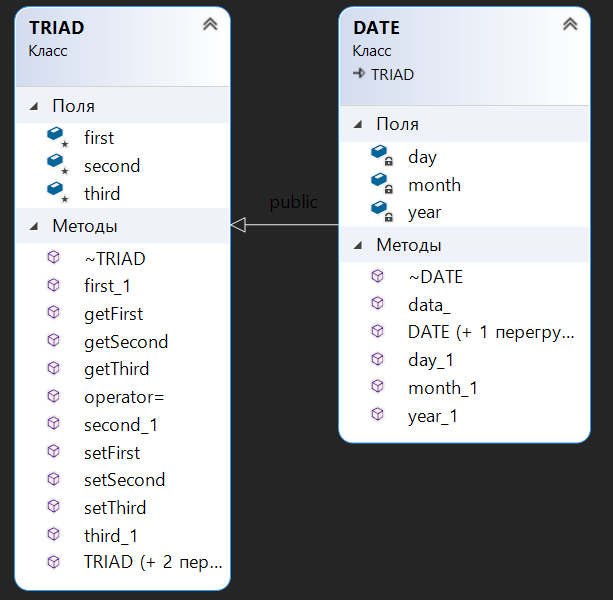 TRIAD
Класс
Поля
first
second
third
Методы
~TRIAD
first_1
getFirst
getSecond
getThird
operator=
second_1
setFirst
setSecond
setThird
third_1
TRIAD (+ 2 пер...
public
DATE
Класс
TRIAD
Поля
day
month
year
Методы
~DATE
data_
DATE (+ 1 перегру...
day_1
month_1
year_1